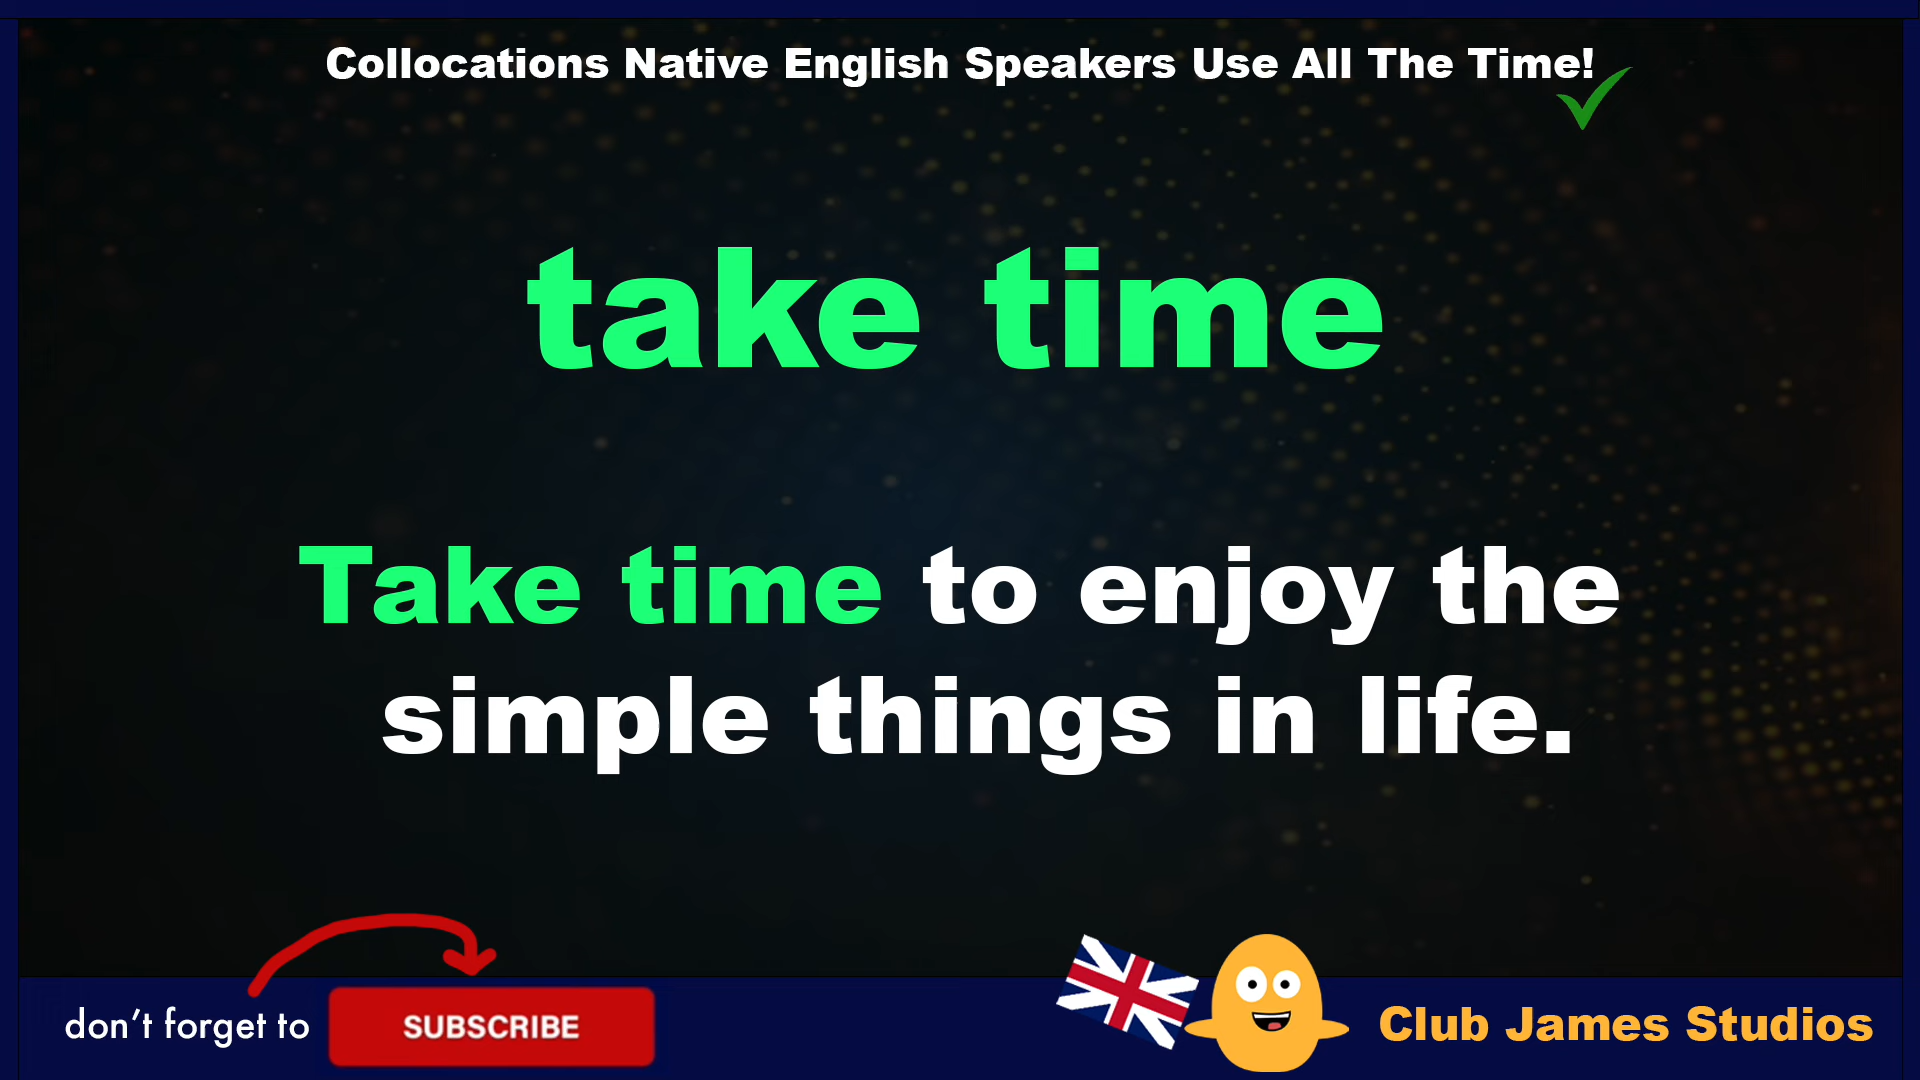 Collocations Native English Speakers Use All The Time!
take time
Take time to enjoy the
simple things in life.
don't forget to
SUBSCRIBE
Club James Studios